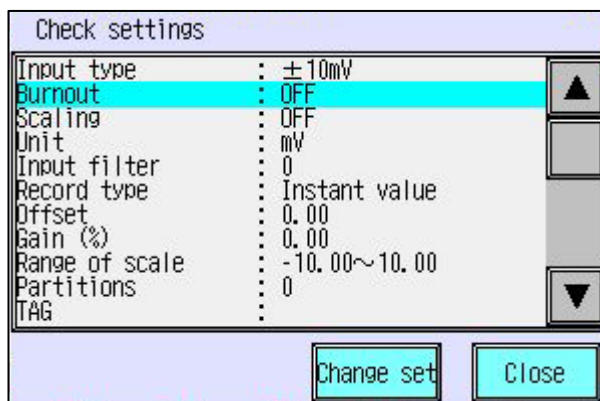 Check settings
Input type : ±10mV
Burnout : OFF
Scaling : OFF
Unit : mV
Input filter : 0
Record type : Instant value
Offset : 0.00
Gain (%) : 0.00
Range of scale : -10.00～10.00
Partitions : 0
TAG :
Change set
Close